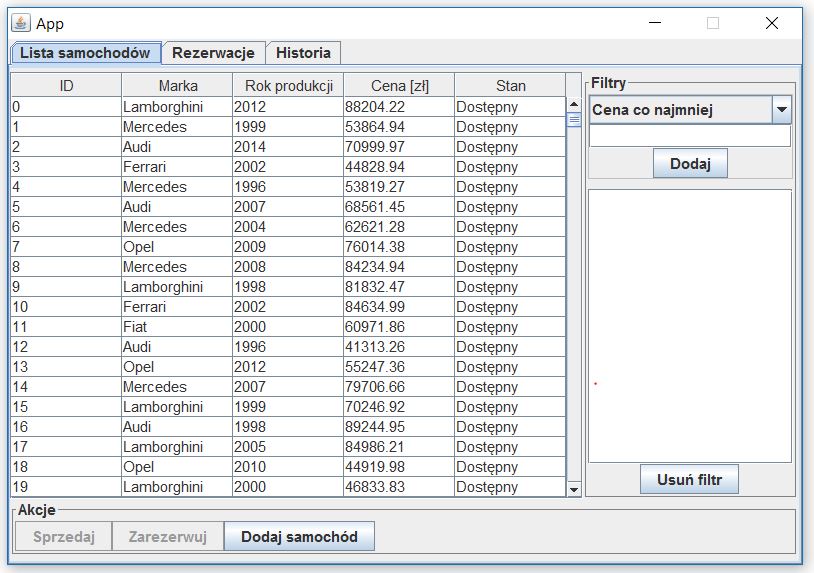 App
Lista samochodów Rezerwacje Historia
ID Marka Rok produkcji Cena [zł] Stan
0 Lamborghini 2012 88204.22 Dostępny
1 Mercedes 1999 53864.94 Dostępny
2 Audi 2014 70999.97 Dostępny
3 Ferrari 2002 44828.94 Dostępny
4 Mercedes 1996 53819.27 Dostępny
5 Audi 2007 68561.45 Dostępny
6 Mercedes 2004 62621.28 Dostępny
7 Opel 2009 76014.38 Dostępny
8 Mercedes 2008 84234.94 Dostępny
9 Lamborghini 1998 81832.47 Dostępny
10 Ferrari 2002 84634.99 Dostępny
11 Fiat 2000 60971.86 Dostępny
12 Audi 1996 41313.26 Dostępny
13 Opel 2012 55247.36 Dostępny
14 Mercedes 2007 79706.66 Dostępny
15 Lamborghini 1999 70246.92 Dostępny
16 Audi 1998 89244.95 Dostępny
17 Lamborghini 2005 84986.21 Dostępny
18 Opel 2010 44919.98 Dostępny
19 Lamborghini 2000 46833.83 Dostępny
Filtry
Cena co najmniej
Dodaj
Usuń filtr
Akcje
Sprzedaj Zarezerwuj Dodaj samochód